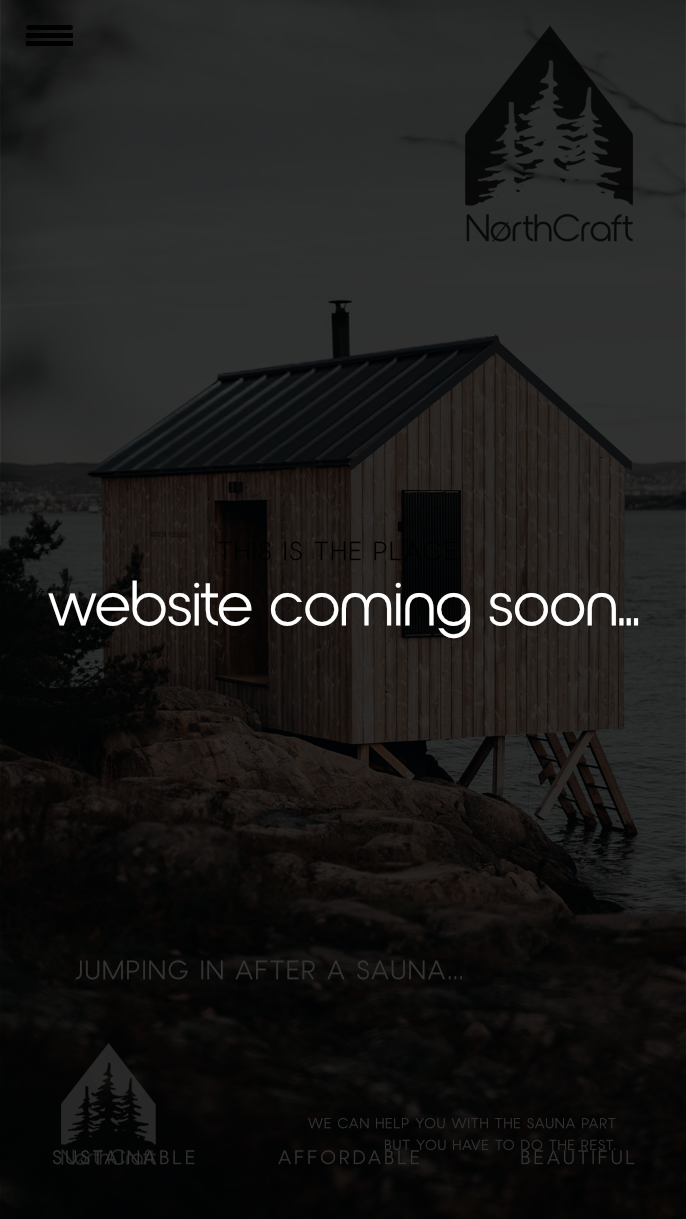 NørthCraft
THIS IS THE PLACE
website coming soon...
JUMPING IN AFTER A SAUNA...
WE CAN HELP YOU WITH THE SAUNA PART
BUT YOU HAVE TO DO THE REST.
NørthCraft
SUSTAINABLE AFFORDABLE BEAUTIFUL